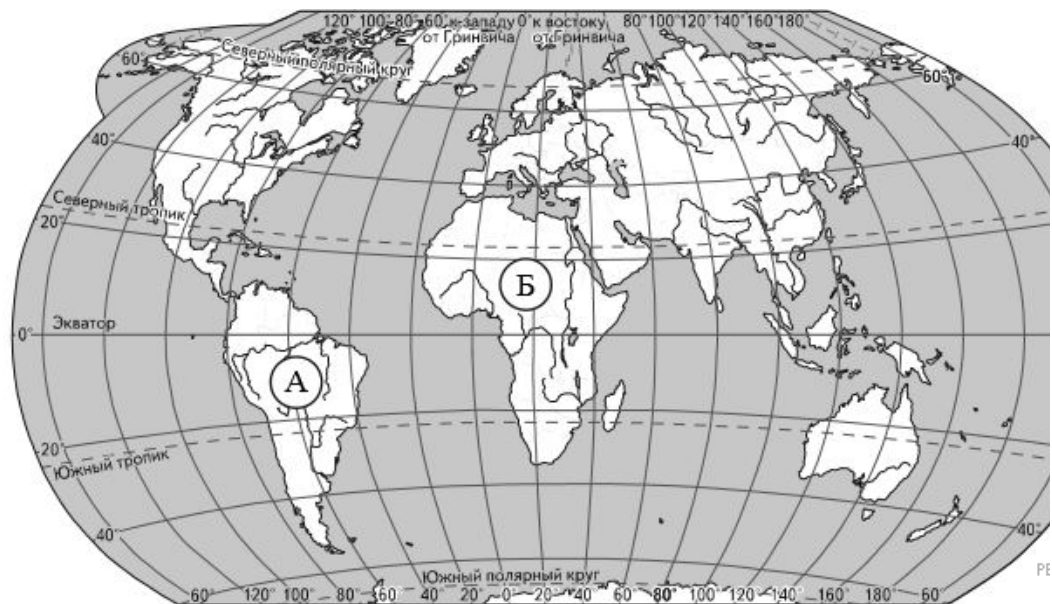 120° 100° 80° 60° к западу 0° к востоку 80° 100° 120° 140° 160° 180°
от Гринвича от Гринвича
Северный полярный круг
60°
60°
40°
40°
Северный тропик
20°
Б
Экватор
0°
А
20°
Южный тропик
40°
40°
Южный полярный круг
60° 120° 100° 80° 60° 40° 20° 0° 20° 40° 60° 80° 100° 120° 140° 160° 180° 60°